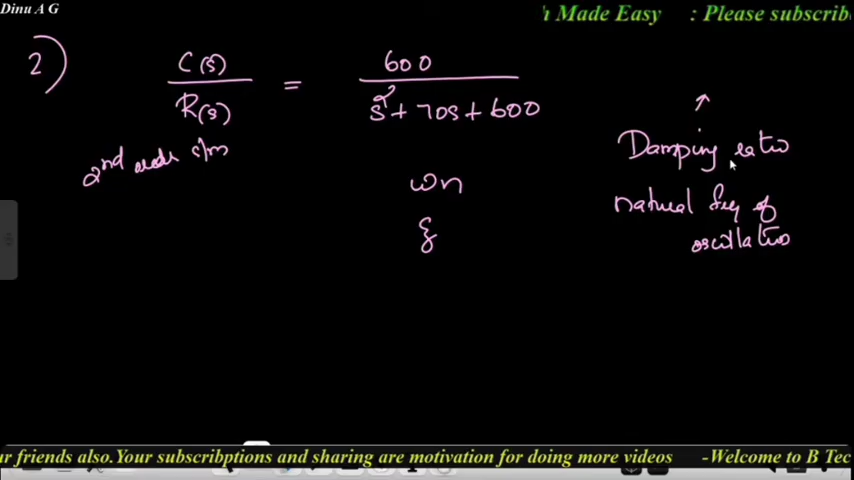 Dinu A G
h Made Easy : Please subscrib
2)
C(s)
R(s)
=
600
s²+70s+600
2nd order s/m
ωn
ξ
Damping ratio
natural freq of
oscillation
ur friends also.Your subscribptions and sharing are motivation for doing more videos -Welcome to B Tec